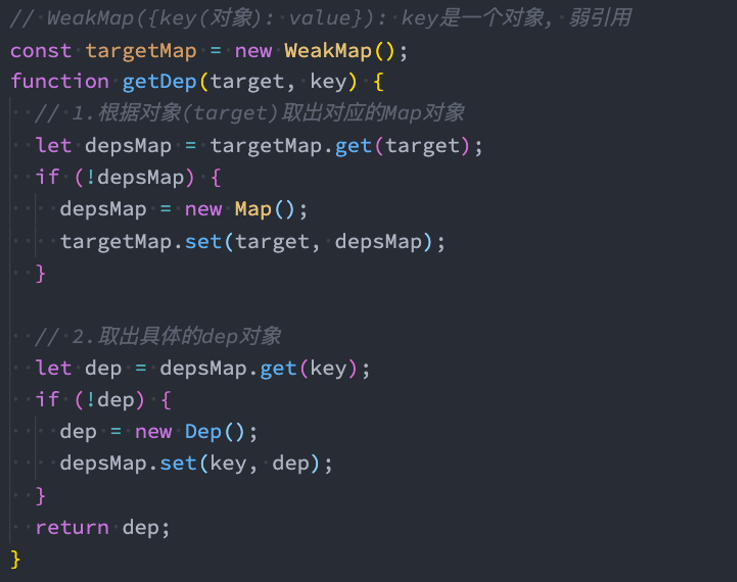 // WeakMap({key(对象): value}): key是一个对象, 弱引用
const targetMap = new WeakMap();
function getDep(target, key) {
  // 1.根据对象(target)取出对应的Map对象
  let depsMap = targetMap.get(target);
  if (!depsMap) {
    depsMap = new Map();
    targetMap.set(target, depsMap);
  }

  // 2.取出具体的dep对象
  let dep = depsMap.get(key);
  if (!dep) {
    dep = new Dep();
    depsMap.set(key, dep);
  }
  return dep;
}